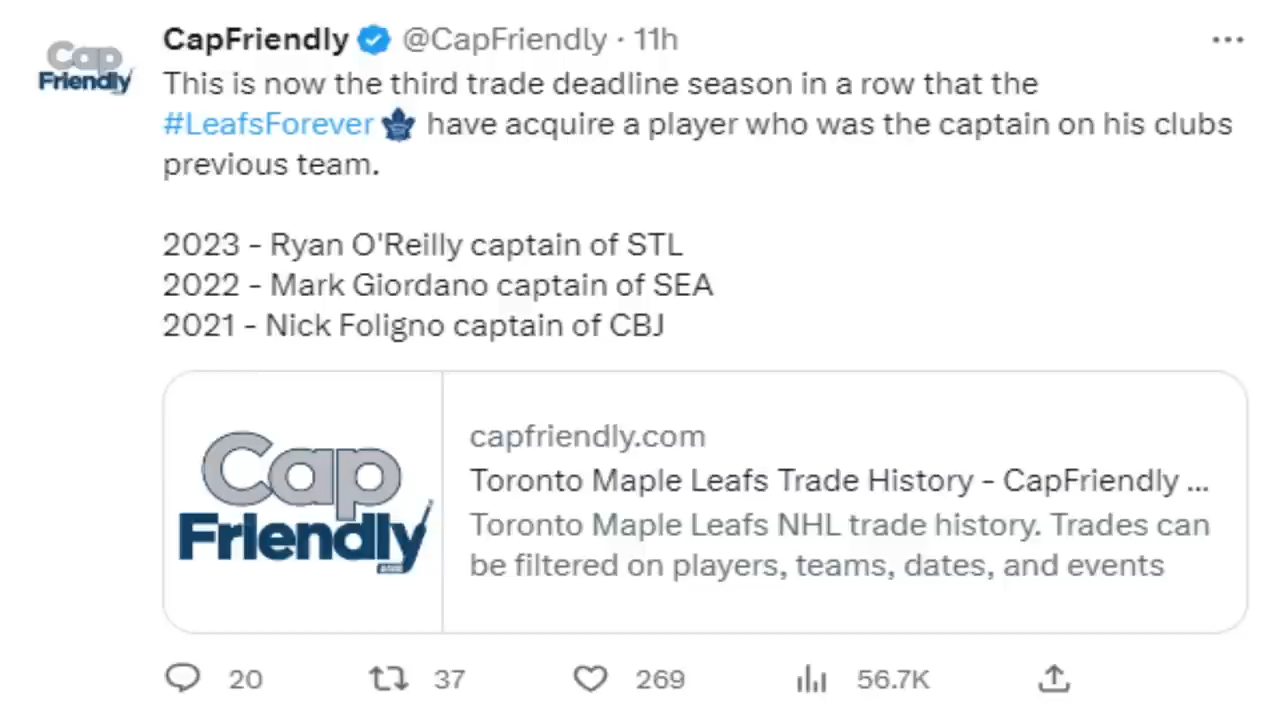 Cap Friendly
CapFriendly @CapFriendly · 11h
This is now the third trade deadline season in a row that the
#LeafsForever have acquire a player who was the captain on his clubs
previous team.
2023 - Ryan O'Reilly captain of STL
2022 - Mark Giordano captain of SEA
2021 - Nick Foligno captain of CBJ
Cap
Friendly
capfriendly.com
Toronto Maple Leafs Trade History - CapFriendly ...
Toronto Maple Leafs NHL trade history. Trades can
be filtered on players, teams, dates, and events
20 37 269 56.7K